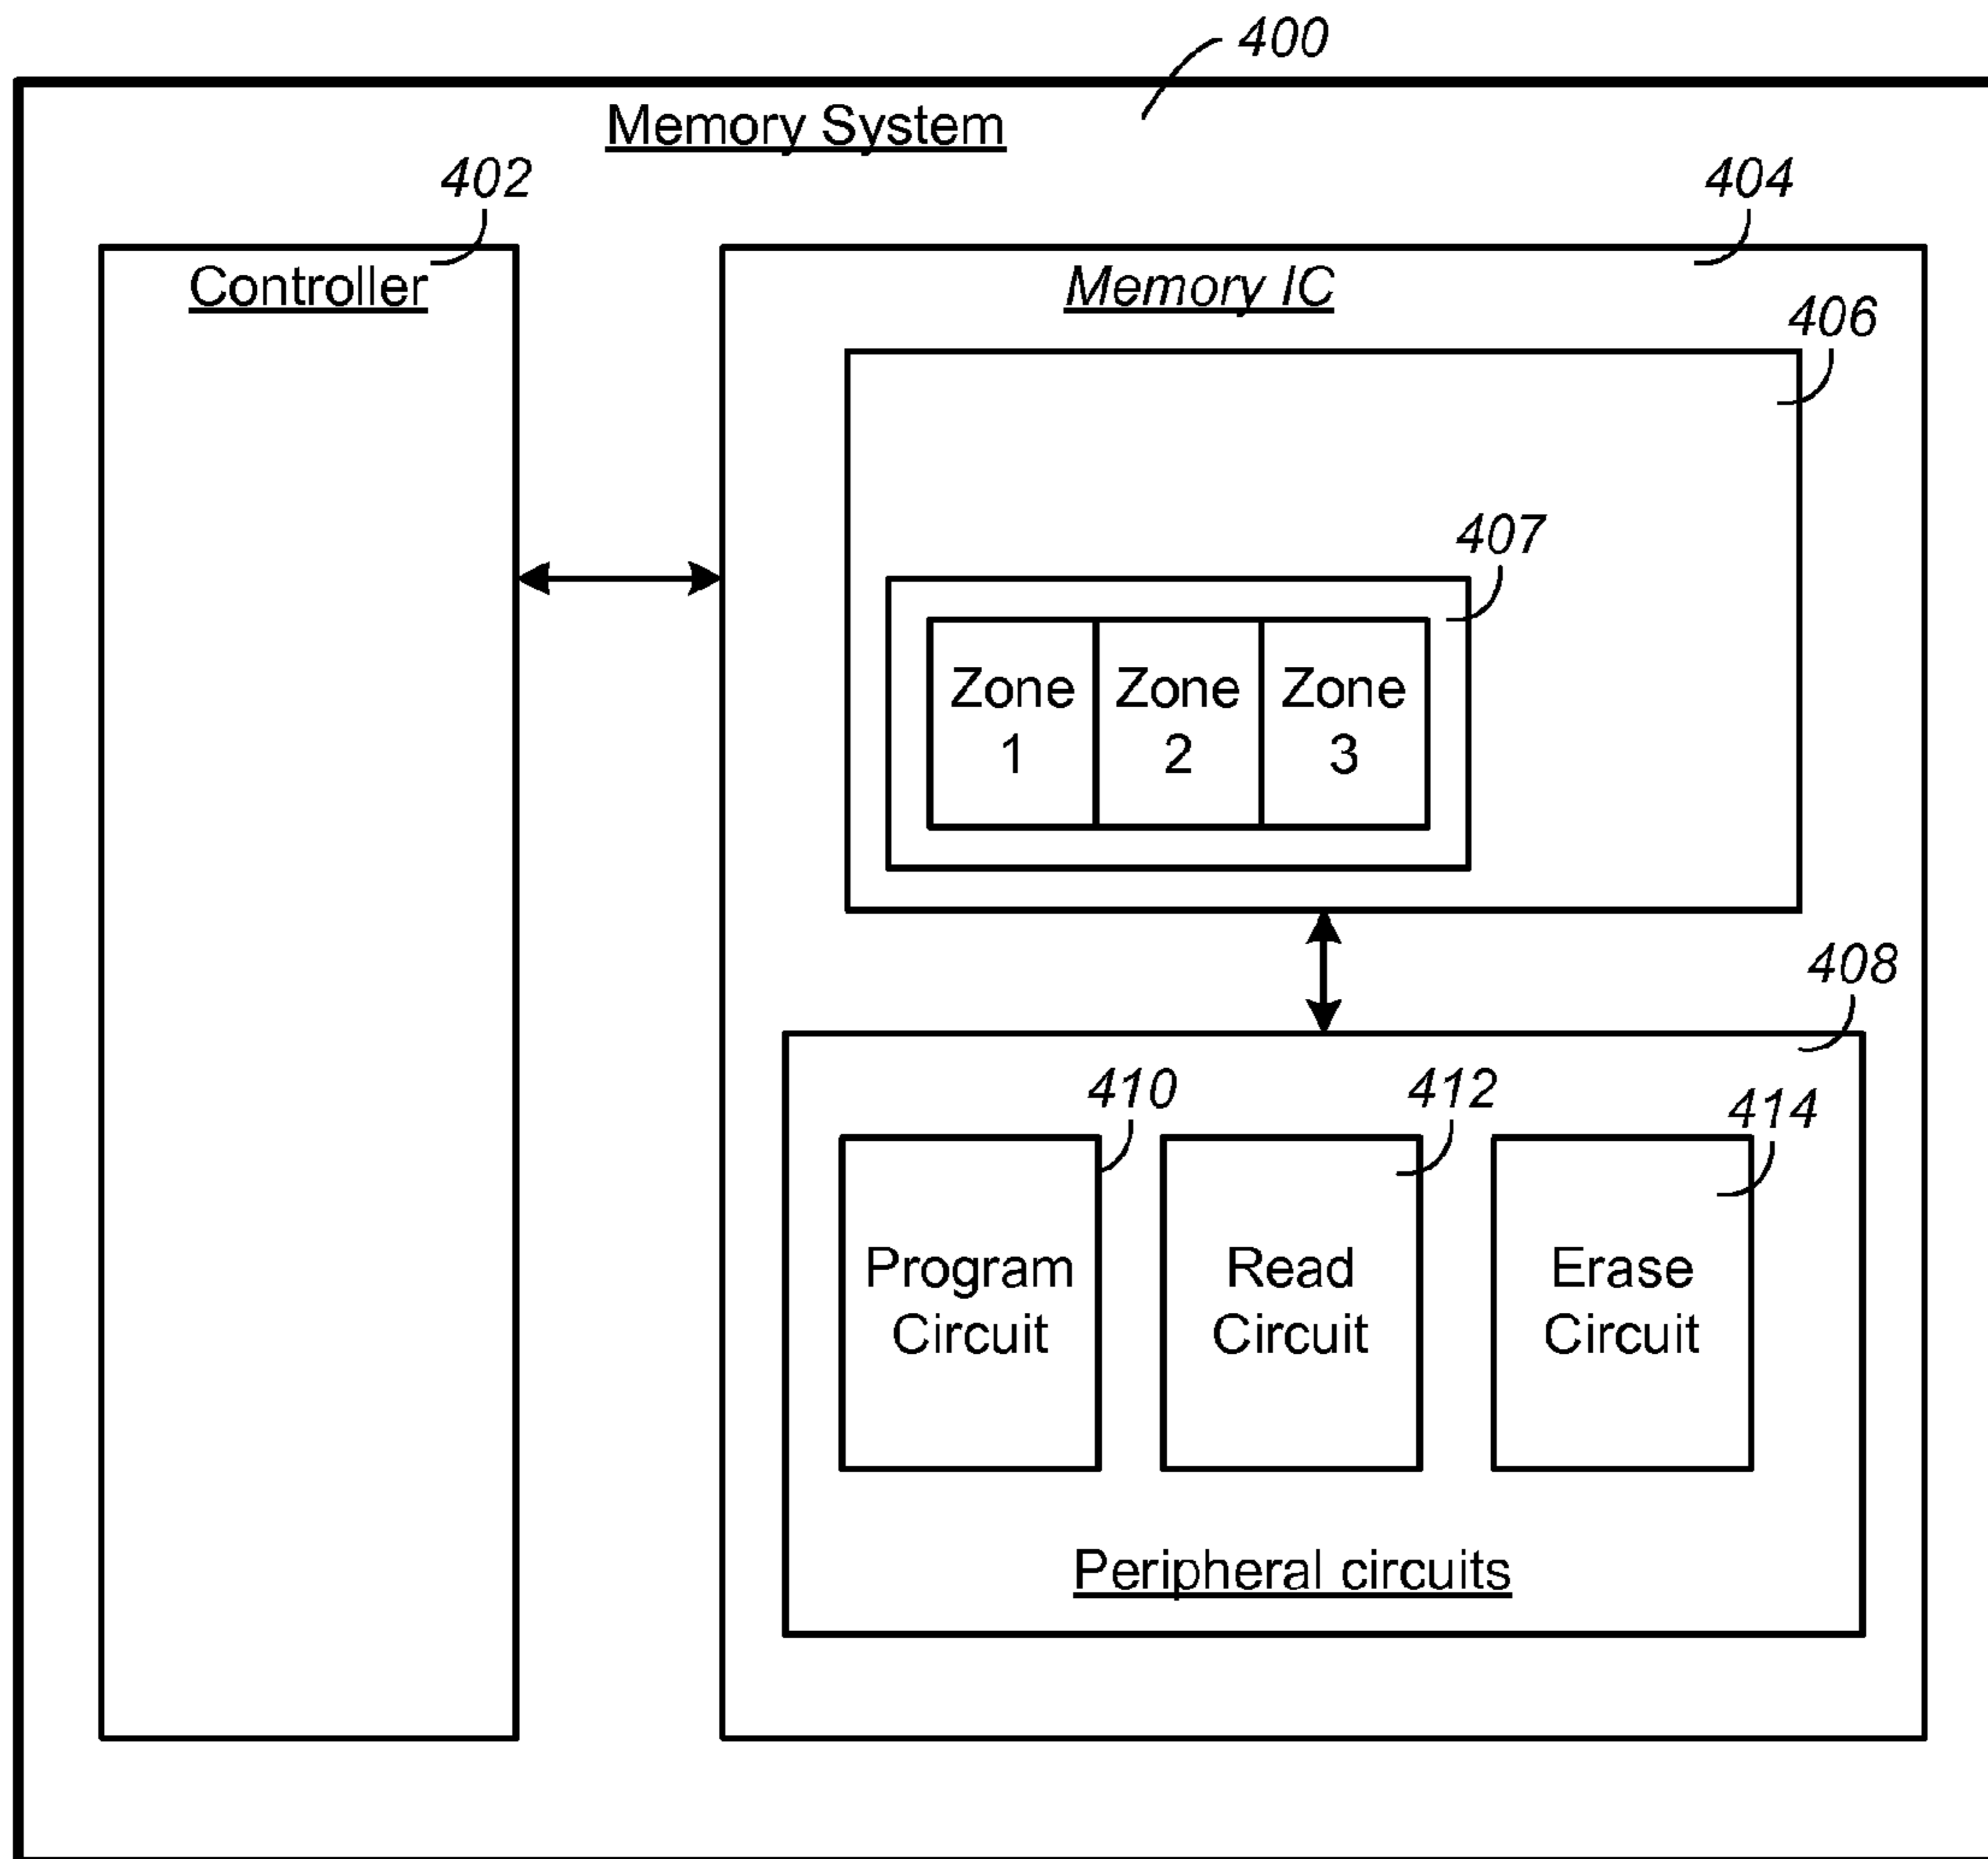 400
Memory System
402
404
Controller
Memory IC
406
407
Zone
1
Zone
2
Zone
3
408
410
412
414
Program
Circuit
Read
Circuit
Erase
Circuit
Peripheral circuits